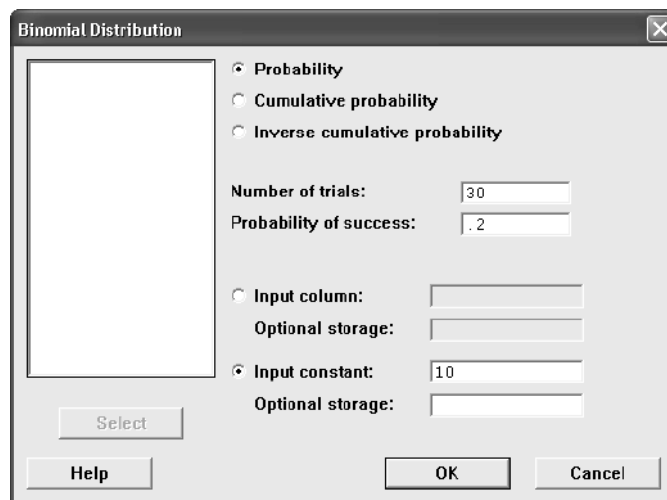 Binomial Distribution
Probability
Cumulative probability
Inverse cumulative probability
Number of trials: 30
Probability of success: .2
Input column:
Optional storage:
Input constant: 10
Optional storage:
Select
Help OK Cancel